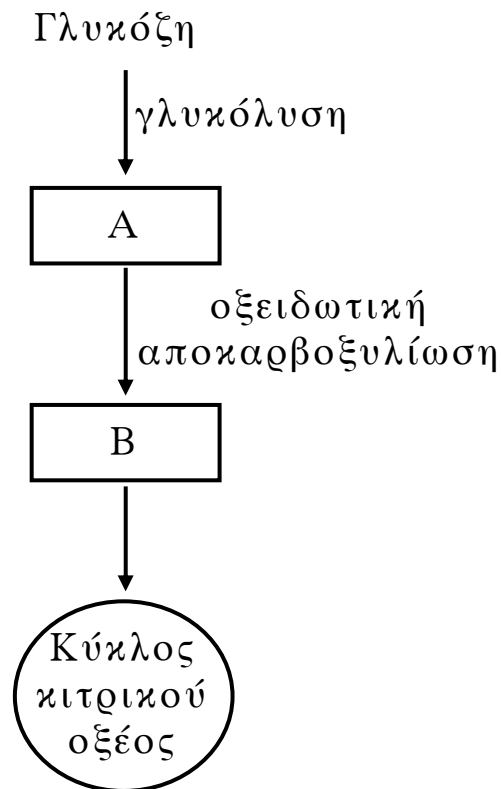 Γλυκόζη
γλυκόλυση
Α
οξειδωτική
αποκαρβοξυλίωση
Β
Κύκλος
κιτρικού
οξέος